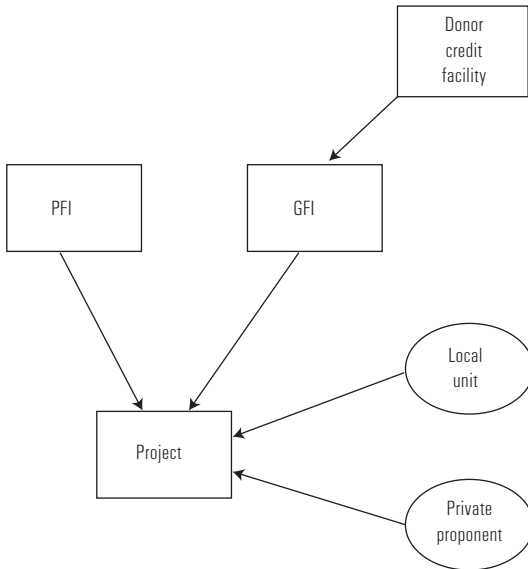 Donor
credit
facility
PFI
GFI
Local
unit
Project
Private
proponent